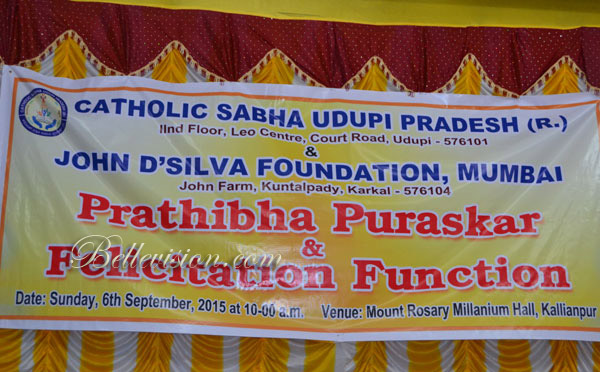 CATHOLIC SABHA UDUPI PRADESH (R.)
IInd Floor, Leo Centre, Court Road, Udupi - 576101
&
JOHN D'SILVA FOUNDATION, MUMBAI
John Farm, Kuntalpady, Karkal - 576104
Prathibha Puraskar
&
Bellevision.com
Felicitation Function
Date: Sunday, 6th September, 2015 at 10-00 a.m. Venue: Mount Rosary Millanium Hall, Kallianpur